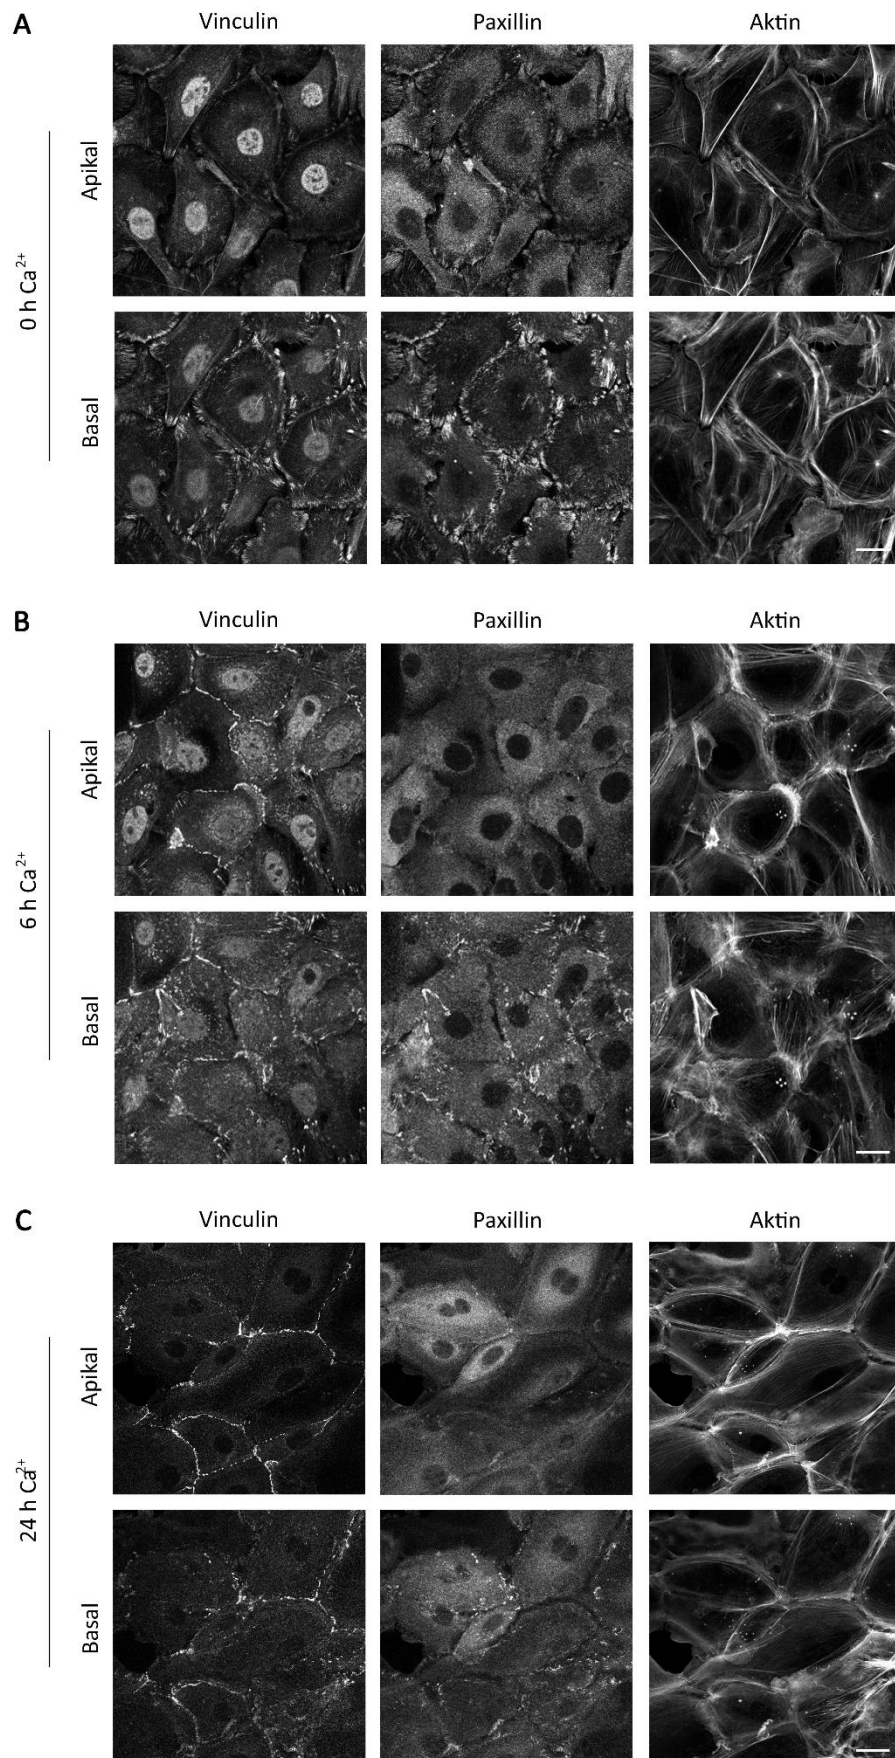 A
Vinculin Paxillin Aktin
0 h Ca²⁺
Apikal
Basal
B
Vinculin Paxillin Aktin
6 h Ca²⁺
Apikal
Basal
C
Vinculin Paxillin Aktin
24 h Ca²⁺
Apikal
Basal